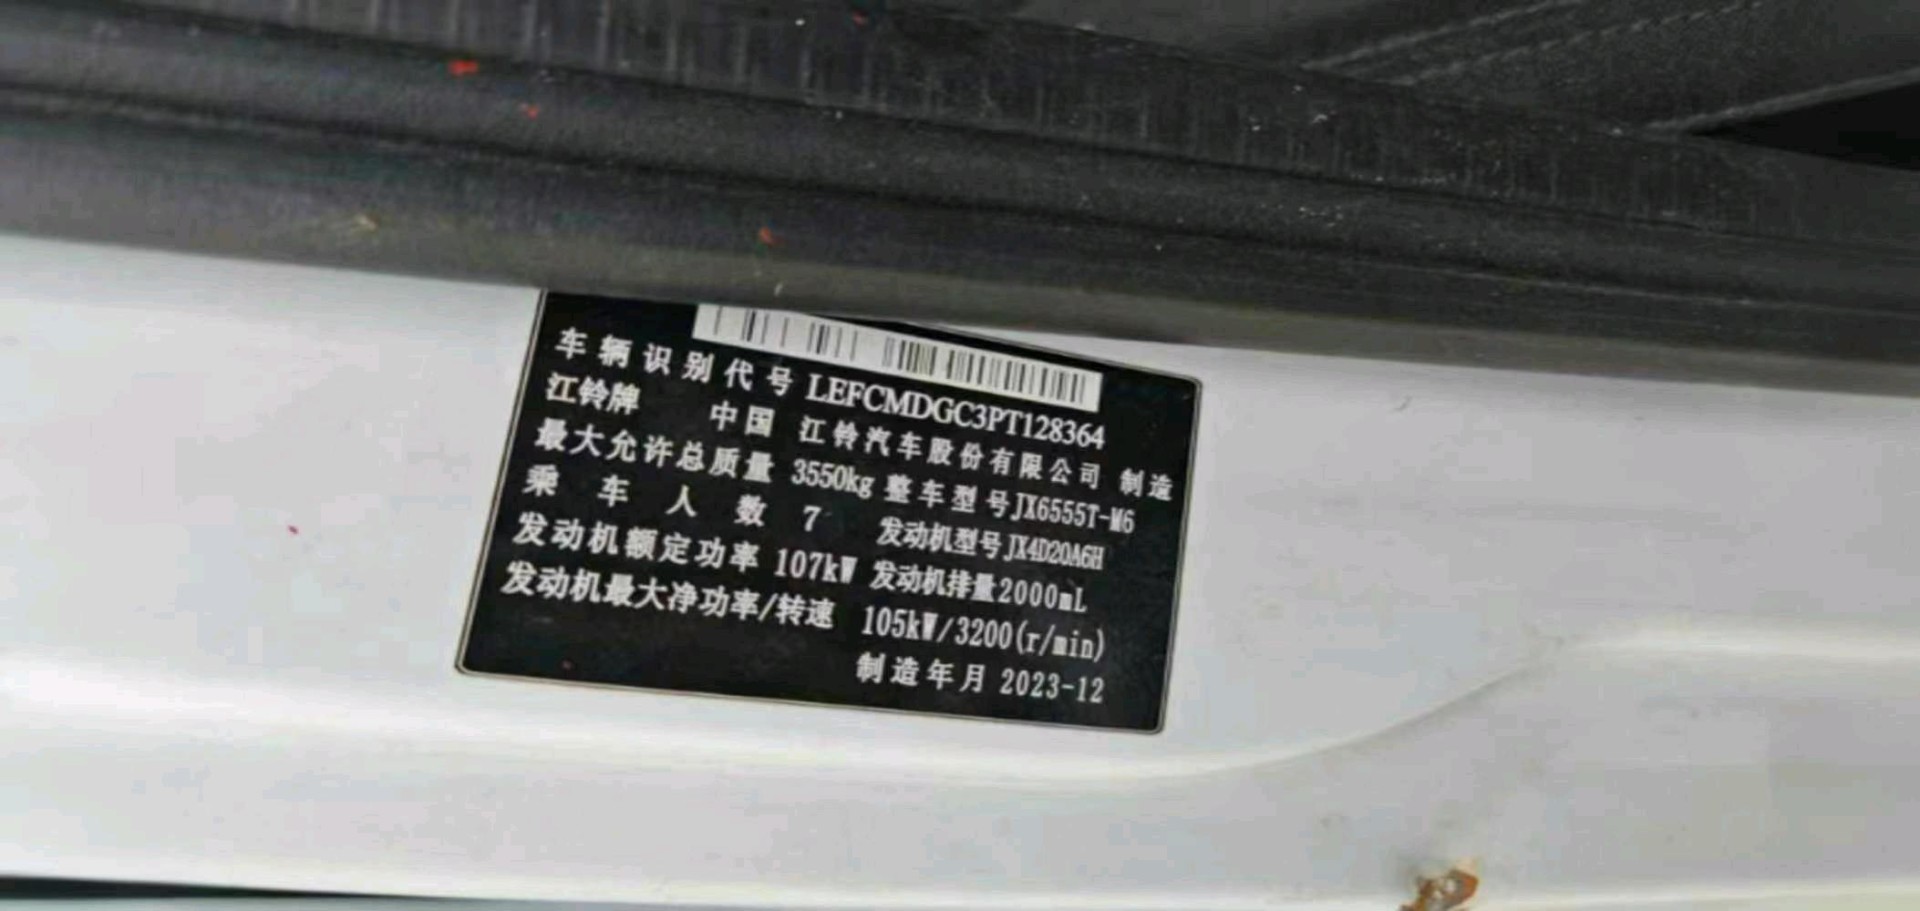 车辆识别代号 LEFCMDGC3PT128364
江铃牌 中国 江铃汽车股份有限公司 制造
最大允许总质量 3550kg 整车型号 JX6555T-M6
乘车人数 7 发动机型号 JX4D20A6H
发动机额定功率 107kW 发动机排量 2000mL
发动机最大净功率/转速 105kW/3200(r/min)
制造年月 2023-12